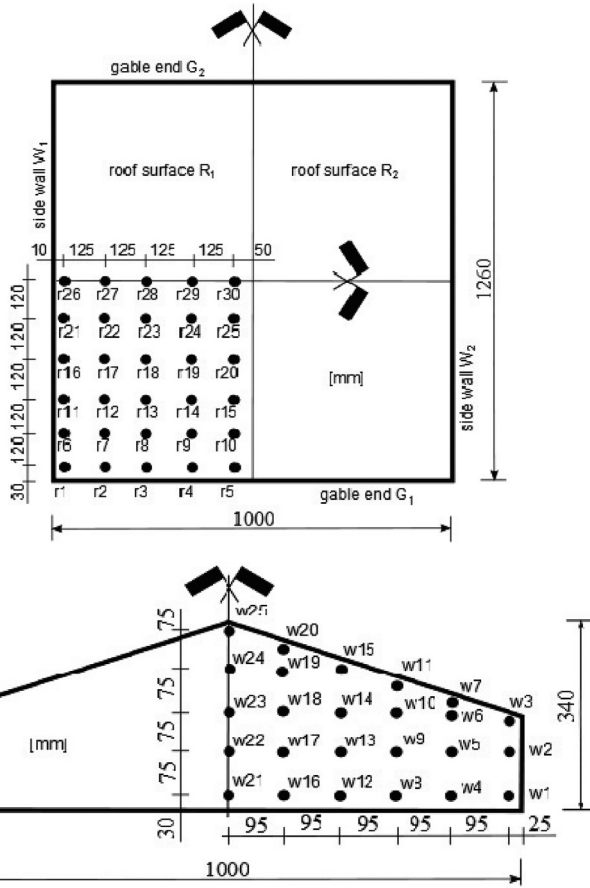 gable end G₂
side wall W₁
roof surface R₁ roof surface R₂
10 125 125 125 125 50
r26 r27 r28 r29 r30
r21 r22 r23 r24 r25
r16 r17 r18 r19 r20
r11 r12 r13 r14 r15
r6 r7 r8 r9 r10
r1 r2 r3 r4 r5
120
120
120
120
120
30
[mm]
1260
side wall W₂
gable end G₁
1000
w25
w20
w15
w24 w19
w11
w7
w3
w23 w18 w14 w10 w6
w22 w17 w13 w9 w5 w2
w21 w16 w12 w8 w4 w1
75
75
75
75
30
[mm]
340
95 95 95 95 95 25
1000